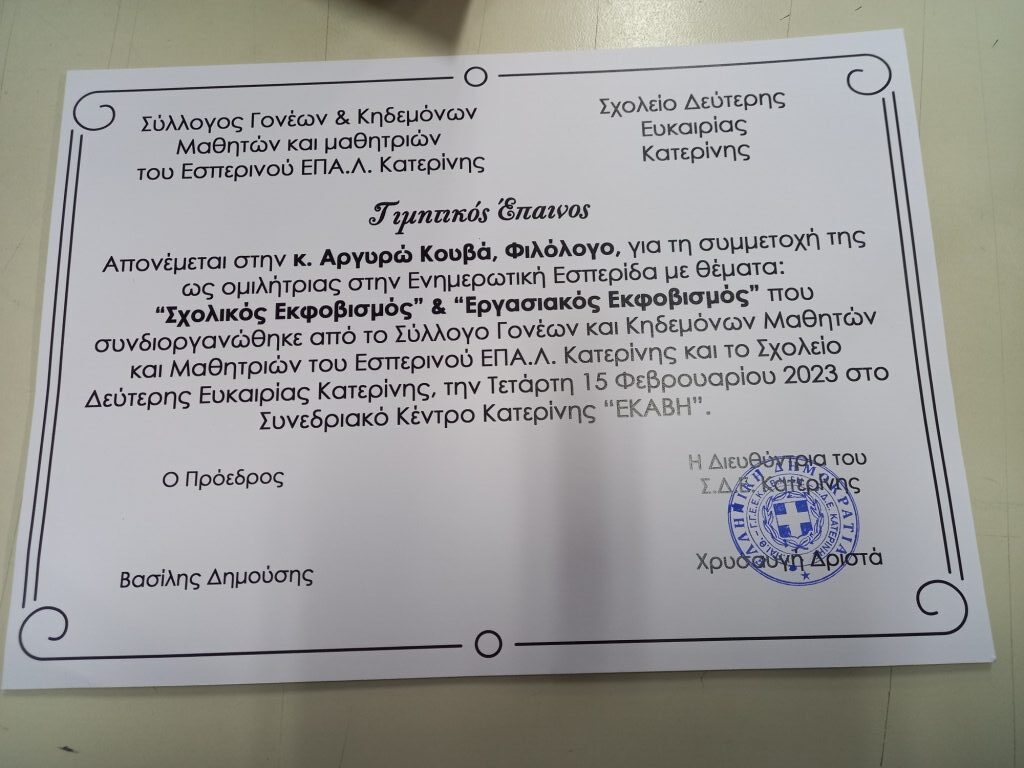 Σύλλογος Γονέων & Κηδεμόνων
Μαθητών και μαθητριών
του Εσπερινού ΕΠΑ.Λ. Κατερίνης
Σχολείο Δεύτερης
Ευκαιρίας
Κατερίνης
Τιμητικός Έπαινος
Απονέμεται στην κ. Αργυρώ Κουβά, Φιλόλογο, για τη συμμετοχή της
ως ομιλήτριας στην Ενημερωτική Εσπερίδα με θέματα:
“Σχολικός Εκφοβισμός” & “Εργασιακός Εκφοβισμός” που
συνδιοργανώθηκε από το Σύλλογο Γονέων και Κηδεμόνων Μαθητών
και Μαθητριών του Εσπερινού ΕΠΑ.Λ. Κατερίνης και το Σχολείο
Δεύτερης Ευκαιρίας Κατερίνης, την Τετάρτη 15 Φεβρουαρίου 2023 στο
Συνεδριακό Κέντρο Κατερίνης “ΕΚΑΒΗ”.
Ο Πρόεδρος
Βασίλης Δημούσης
Η Διευθύντρια του
Σ.Δ.Ε. Κατερίνης
Χρυσαυγή Δριστά
ΕΛΛΗΝΙΚΗ ΔΗΜΟΚΡΑΤΙΑ